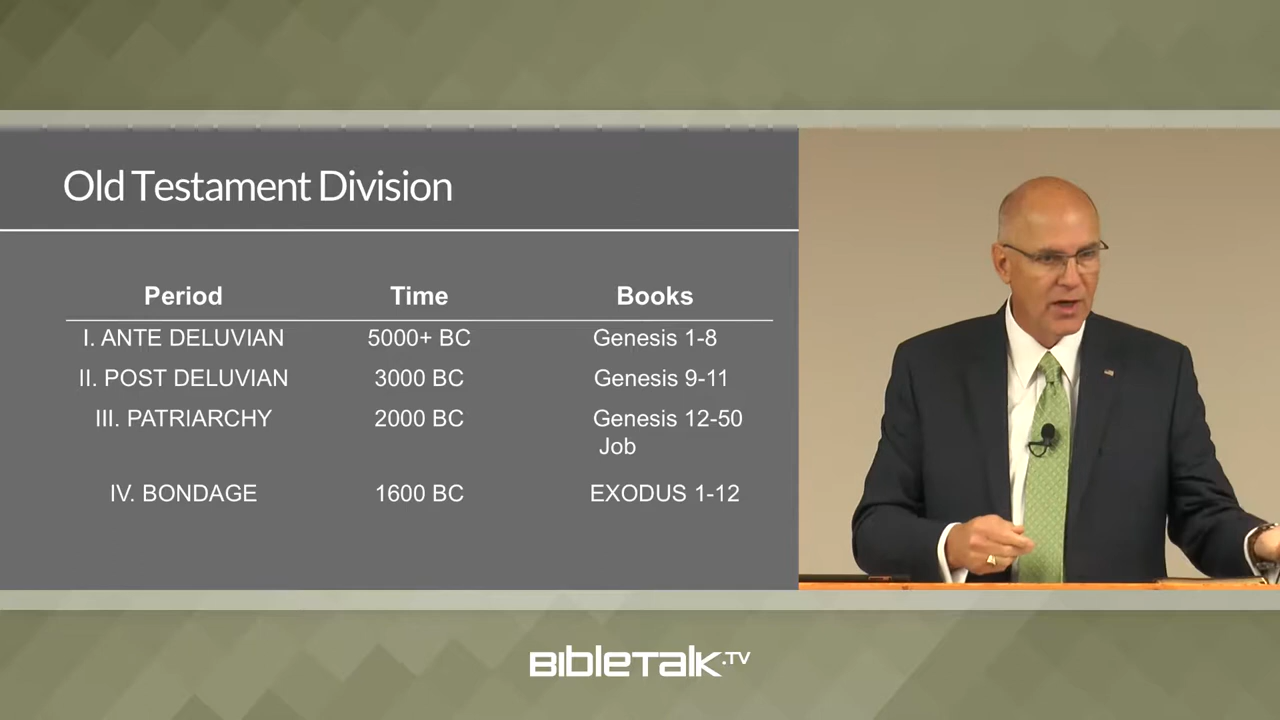 Old Testament Division
Period Time Books
I. ANTE DELUVIAN 5000+ BC Genesis 1-8
II. POST DELUVIAN 3000 BC Genesis 9-11
III. PATRIARCHY 2000 BC Genesis 12-50
Job
IV. BONDAGE 1600 BC EXODUS 1-12
BIBLETALK.TV